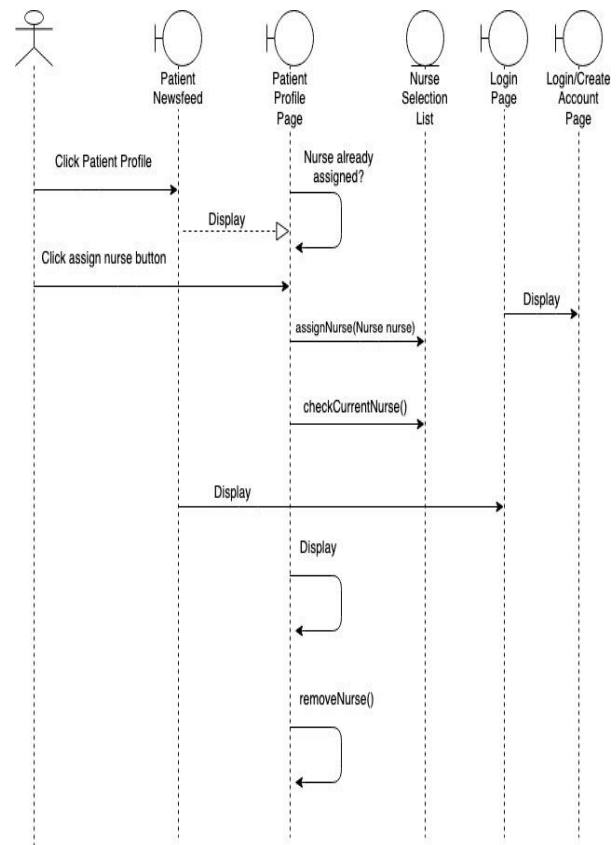 Patient
Newsfeed
Patient
Profile
Page
Nurse
Selection
List
Login
Page
Login/Create
Account
Page
Click Patient Profile
Nurse already
assigned?
Display
Click assign nurse button
Display
assignNurse(Nurse nurse)
checkCurrentNurse()
Display
Display
removeNurse()